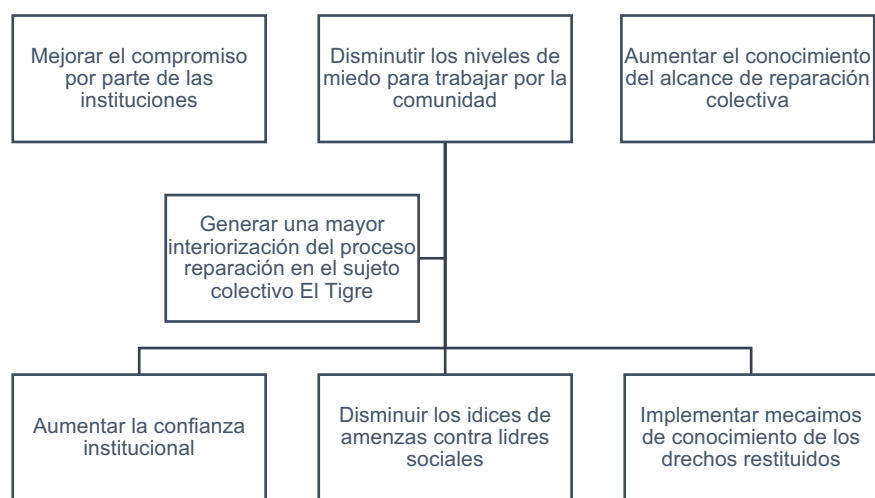 Mejorar el compromiso
por parte de las
instituciones
Disminutir los niveles de
miedo para trabajar por la
comunidad
Aumentar el conocimiento
del alcance de reparación
colectiva
Generar una mayor
interiorización del proceso
reparación en el sujeto
colectivo El Tigre
Aumentar la confianza
institucional
Disminuir los idices de
amenzas contra lidres
sociales
Implementar mecaimos
de conocimiento de los
drechos restituidos